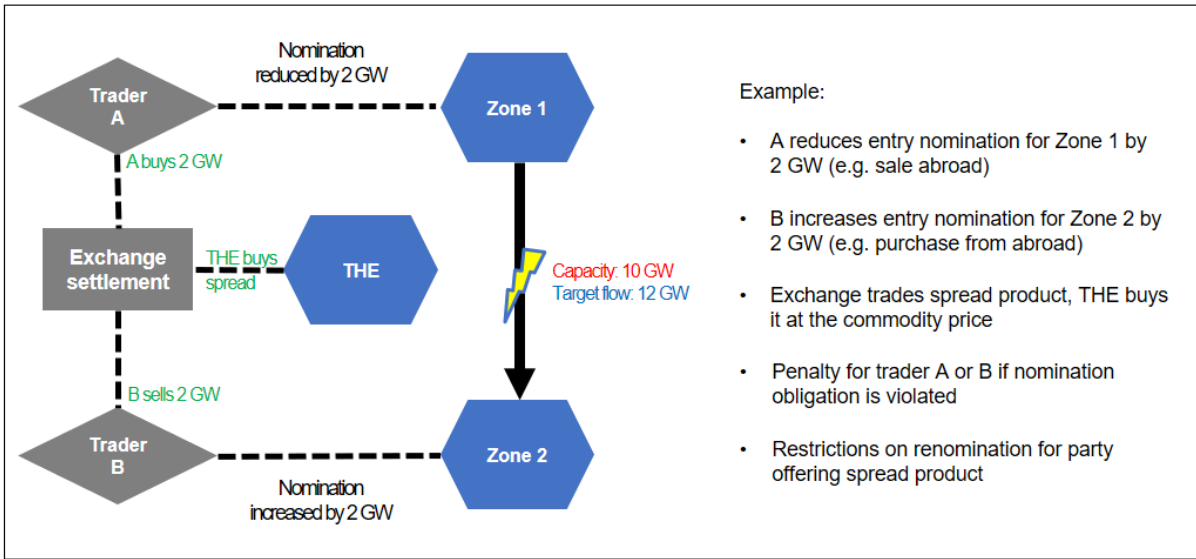 Nomination
reduced by 2 GW
Trader
A
Zone 1
A buys 2 GW
Exchange
settlement
THE buys
spread
THE
Capacity: 10 GW
Target flow: 12 GW
B sells 2 GW
Trader
B
Zone 2
Nomination
increased by 2 GW
Example:
• A reduces entry nomination for Zone 1 by
2 GW (e.g. sale abroad)
• B increases entry nomination for Zone 2 by
2 GW (e.g. purchase from abroad)
• Exchange trades spread product, THE buys
it at the commodity price
• Penalty for trader A or B if nomination
obligation is violated
• Restrictions on renomination for party
offering spread product